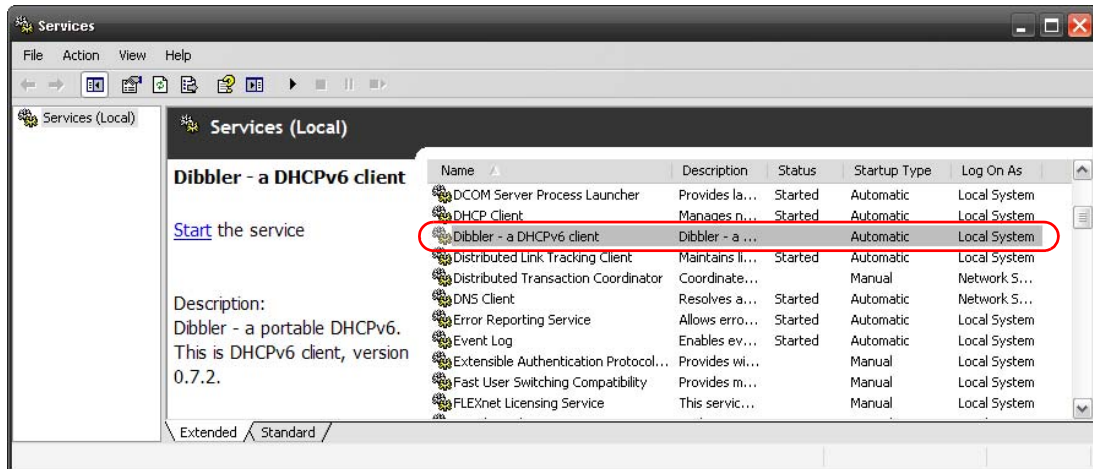 Services
File Action View Help
Services (Local)
Services (Local)
Dibbler - a DHCPv6 client
Start the service
Description:
Dibbler - a portable DHCPv6.
This is DHCPv6 client, version
0.7.2.
Name Description Status Startup Type Log On As
DCOM Server Process Launcher Provides la... Started Automatic Local System
DHCP Client Manages n... Started Automatic Local System
Dibbler - a DHCPv6 client Dibbler - a ... Automatic Local System
Distributed Link Tracking Client Maintains li... Started Automatic Local System
Distributed Transaction Coordinator Coordinate... Manual Network S...
DNS Client Resolves a... Started Automatic Network S...
Error Reporting Service Allows erro... Started Automatic Local System
Event Log Enables ev... Started Automatic Local System
Extensible Authentication Protocol... Provides wi... Manual Local System
Fast User Switching Compatibility Provides m... Manual Local System
FLEXnet Licensing Service This servic... Manual Local System
Extended Standard